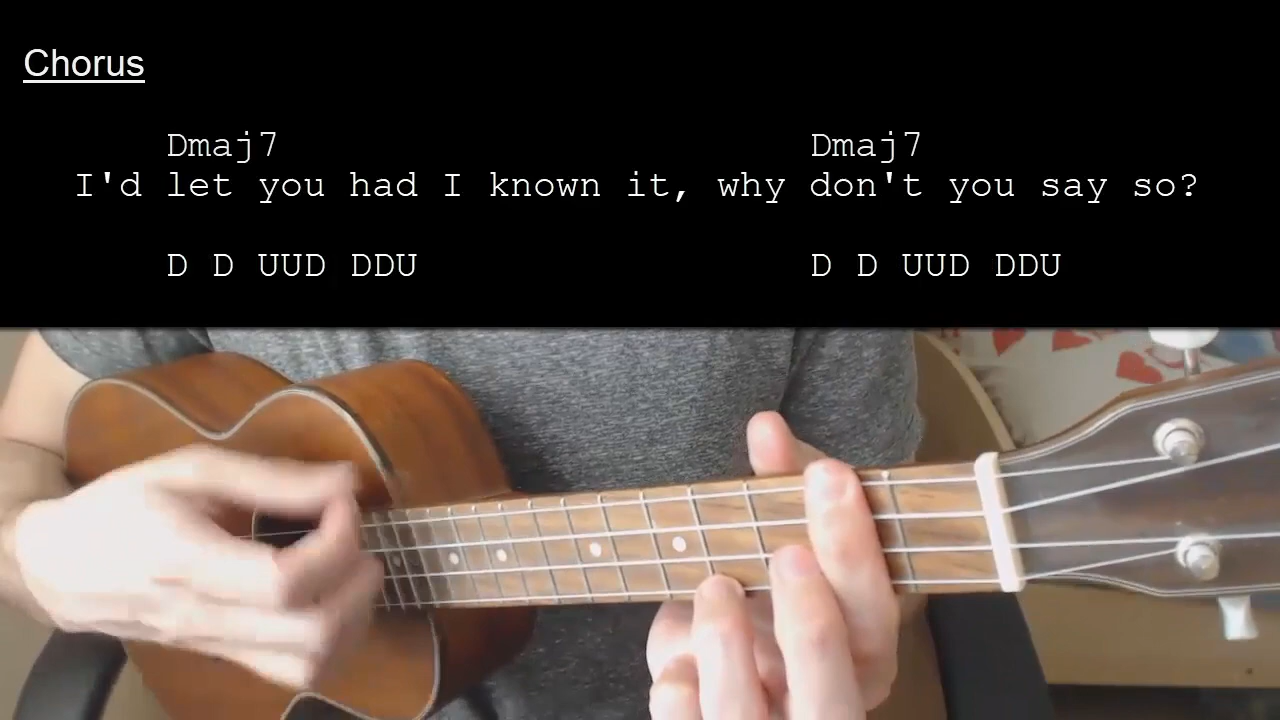 Chorus
Dmaj7 Dmaj7
I'd let you had I known it, why don't you say so?
D D UUD DDU D D UUD DDU